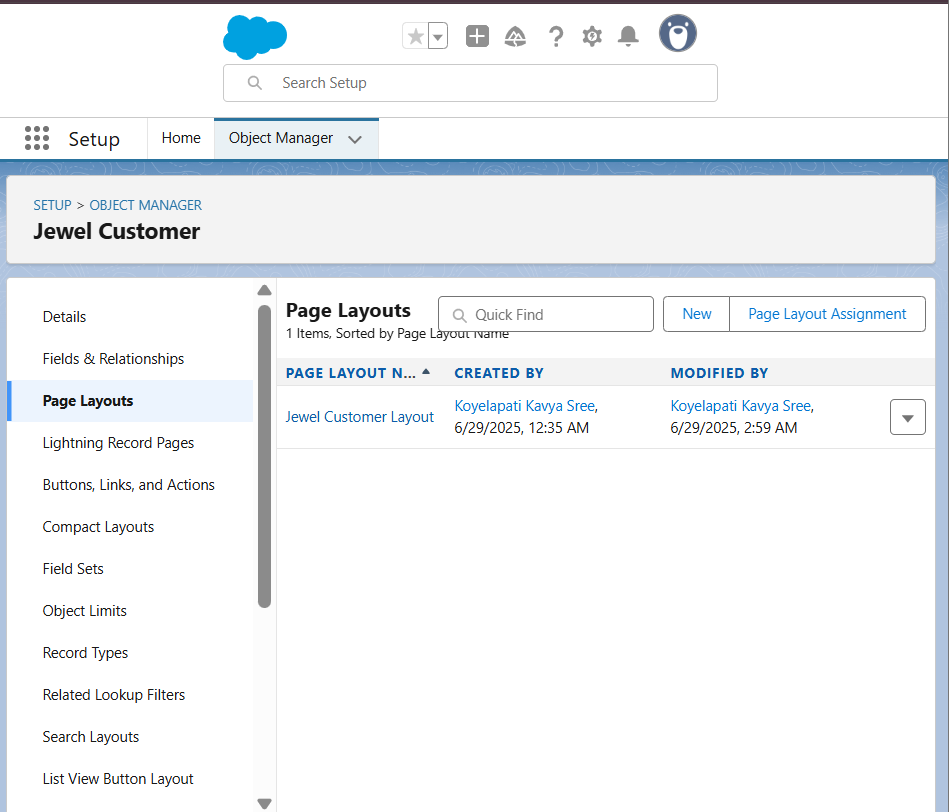 Search Setup
Setup
Home
Object Manager
SETUP > OBJECT MANAGER
Jewel Customer
Details
Fields & Relationships
Page Layouts
Lightning Record Pages
Buttons, Links, and Actions
Compact Layouts
Field Sets
Object Limits
Record Types
Related Lookup Filters
Search Layouts
List View Button Layout
Page Layouts
1 Items, Sorted by Page Layout Name
Quick Find
New
Page Layout Assignment
PAGE LAYOUT N...
CREATED BY
MODIFIED BY
Jewel Customer Layout
Koyelapati Kavya Sree,
6/29/2025, 12:35 AM
Koyelapati Kavya Sree,
6/29/2025, 2:59 AM